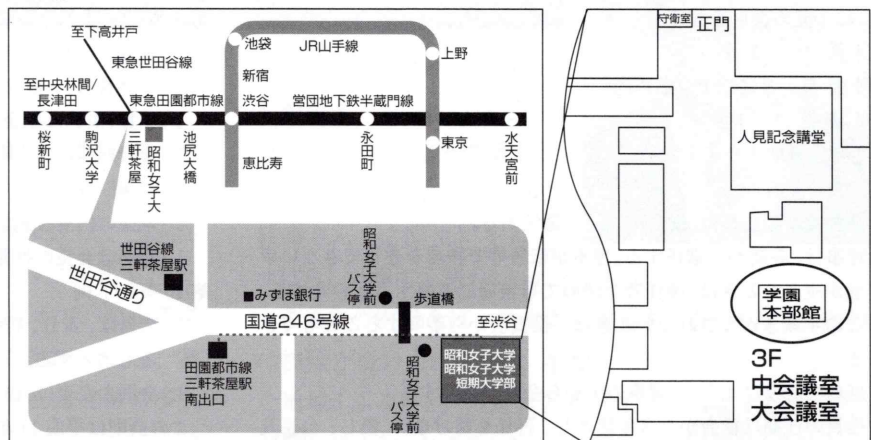 至下高井戸
東急世田谷線
至中央林間/
長津田
東急田園都市線
池袋
新宿
渋谷
恵比寿
JR山手線
営団地下鉄半蔵門線
上野
東京
桜新町
駒沢大学
三軒茶屋
昭和女子大
池尻大橋
永田町
水天宮前
世田谷線
三軒茶屋駅
世田谷通り
■みずほ銀行
昭和女子大学前
バス停
歩道橋
国道246号線
至渋谷
田園都市線
三軒茶屋駅
南出口
昭和女子大学前
バス停
昭和女子大学
昭和女子大学
短期大学部
守衛室
正門
人見記念講堂
学園
本部館
3F
中会議室
大会議室